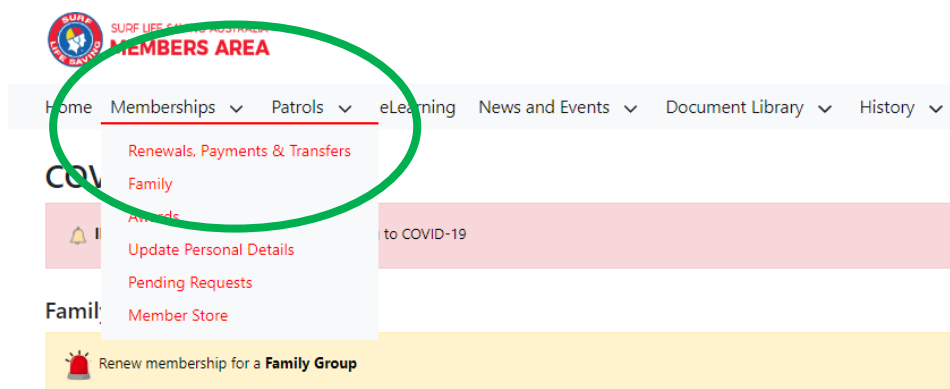 SURF
LIFE SAVING
SURF LIFE SAVING AUSTRALIA
MEMBERS AREA
Home Memberships Patrols eLearning News and Events Document Library History
Renewals, Payments & Transfers
Family
Awards
Update Personal Details
Pending Requests
Member Store
COV
to COVID-19
Famil
Renew membership for a Family Group